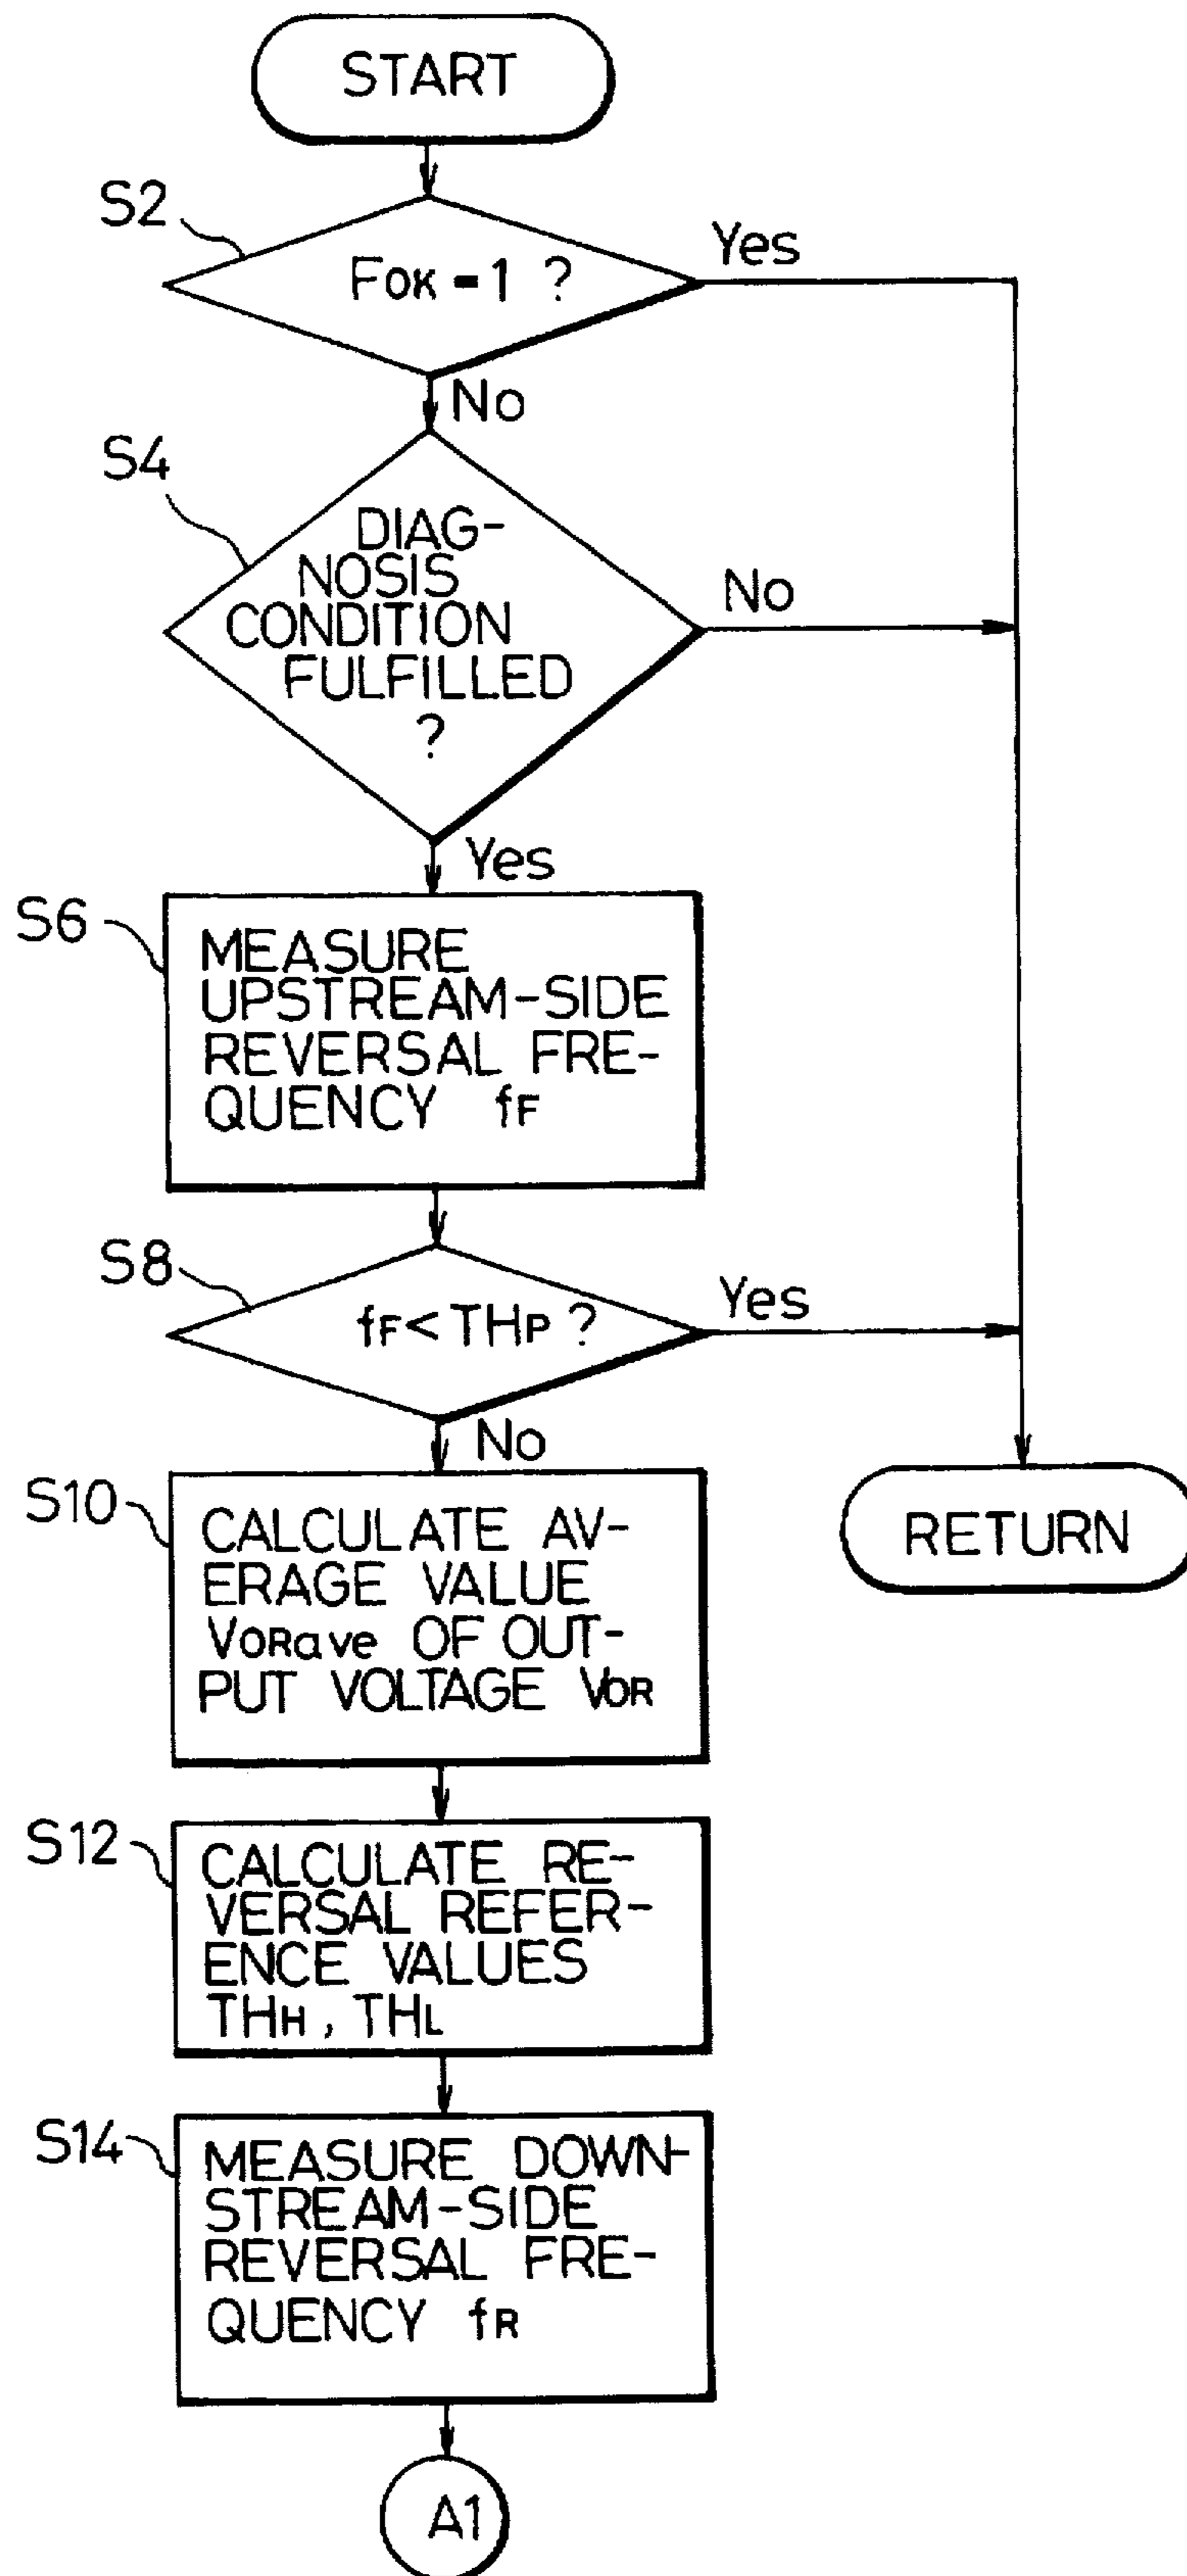 START
S2
FOK = 1 ?
Yes
No
S4
DIAG-
NOSIS
CONDITION
FULFILLED
?
No
Yes
S6
MEASURE
UPSTREAM-SIDE
REVERSAL FRE-
QUENCY fF
S8
fF < THP ?
Yes
No
S10
CALCULATE AV-
ERAGE VALUE
VORave OF OUT-
PUT VOLTAGE VOR
RETURN
S12
CALCULATE RE-
VERSAL REFER-
ENCE VALUES
THH, THL
S14
MEASURE DOWN-
STREAM-SIDE
REVERSAL FRE-
QUENCY fR
A1